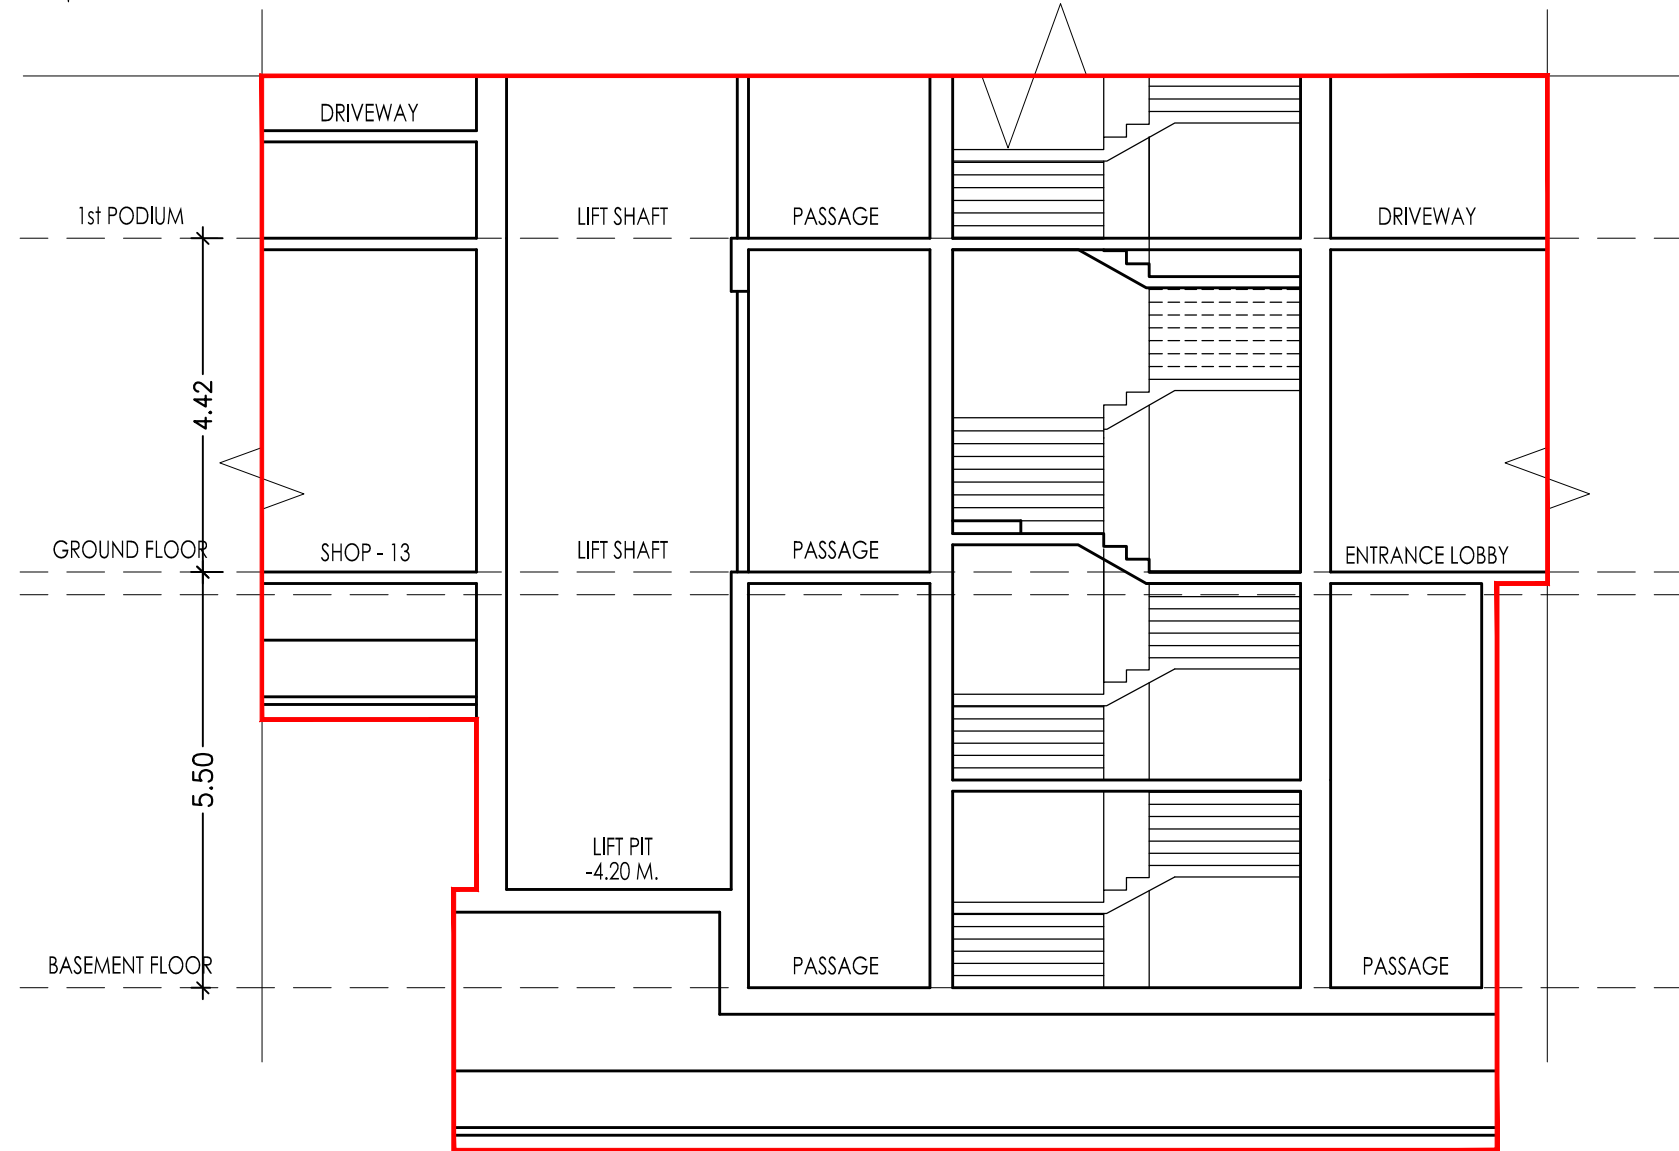 DRIVEWAY
1st PODIUM
LIFT SHAFT
PASSAGE
DRIVEWAY
4.42
GROUND FLOOR
SHOP - 13
LIFT SHAFT
PASSAGE
ENTRANCE LOBBY
5.50
LIFT PIT
-4.20 M.
BASEMENT FLOOR
PASSAGE
PASSAGE